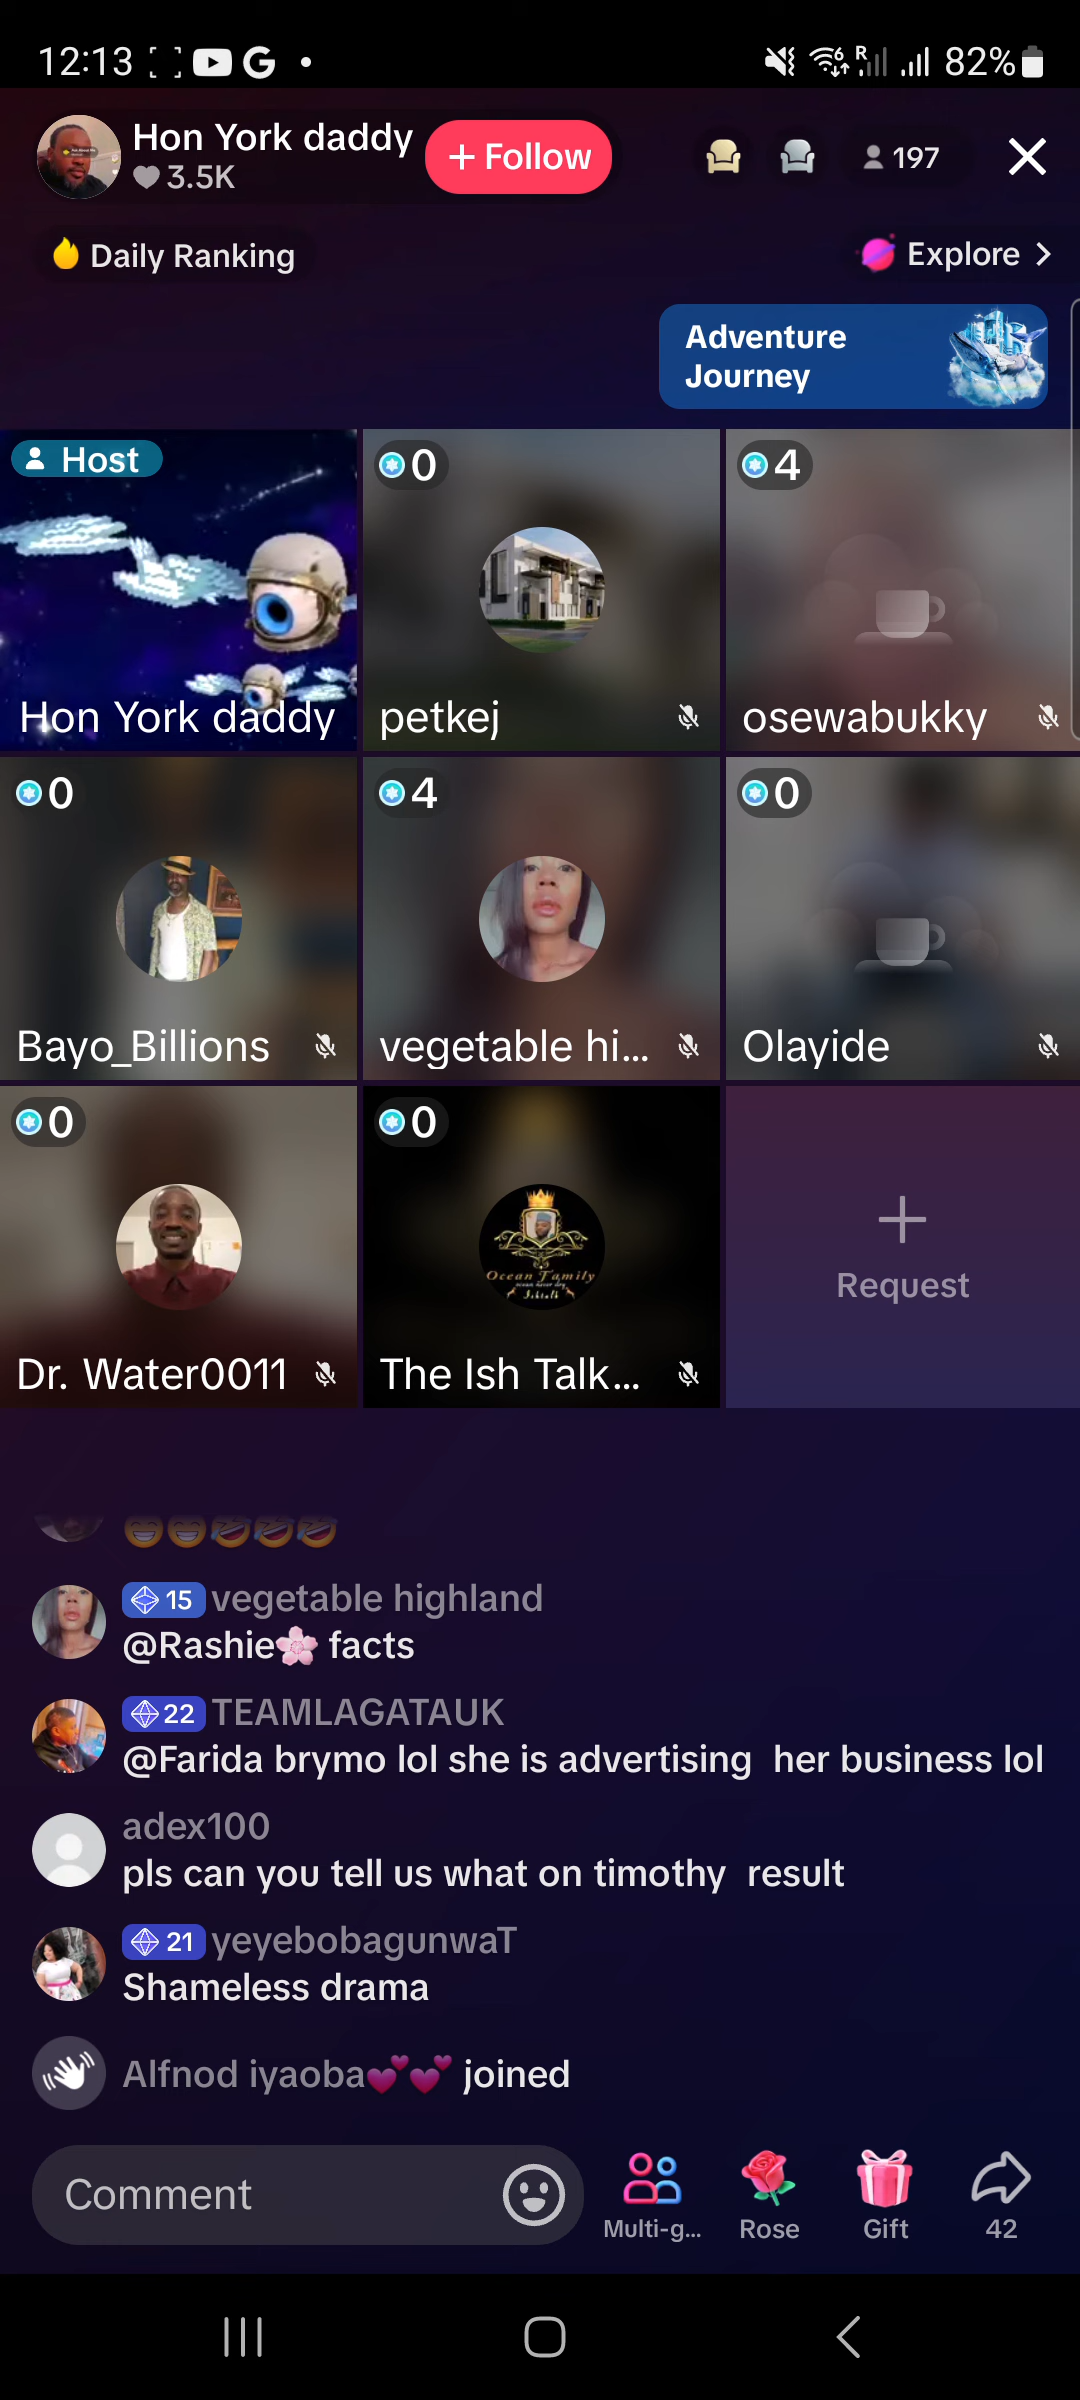 12:13
82%
Hon York daddy
3.5K
+ Follow
197
Daily Ranking
Explore >
Adventure
Journey
Host
Hon York daddy
0
petkej
4
osewabukky
0
Bayo_Billions
4
vegetable hi...
0
Olayide
0
Dr. Water0011
0
Ocean Family
The Ish Talk...
Request
15 vegetable highland
@Rashie🌸 facts
22 TEAMLAGATAUK
@Farida brymo lol she is advertising  her business lol
adex100
pls can you tell us what on timothy  result
21 yeyebobagunwaT
Shameless drama
Alfnod iyaoba💕💕 joined
Comment
Multi-g...
Rose
Gift
42